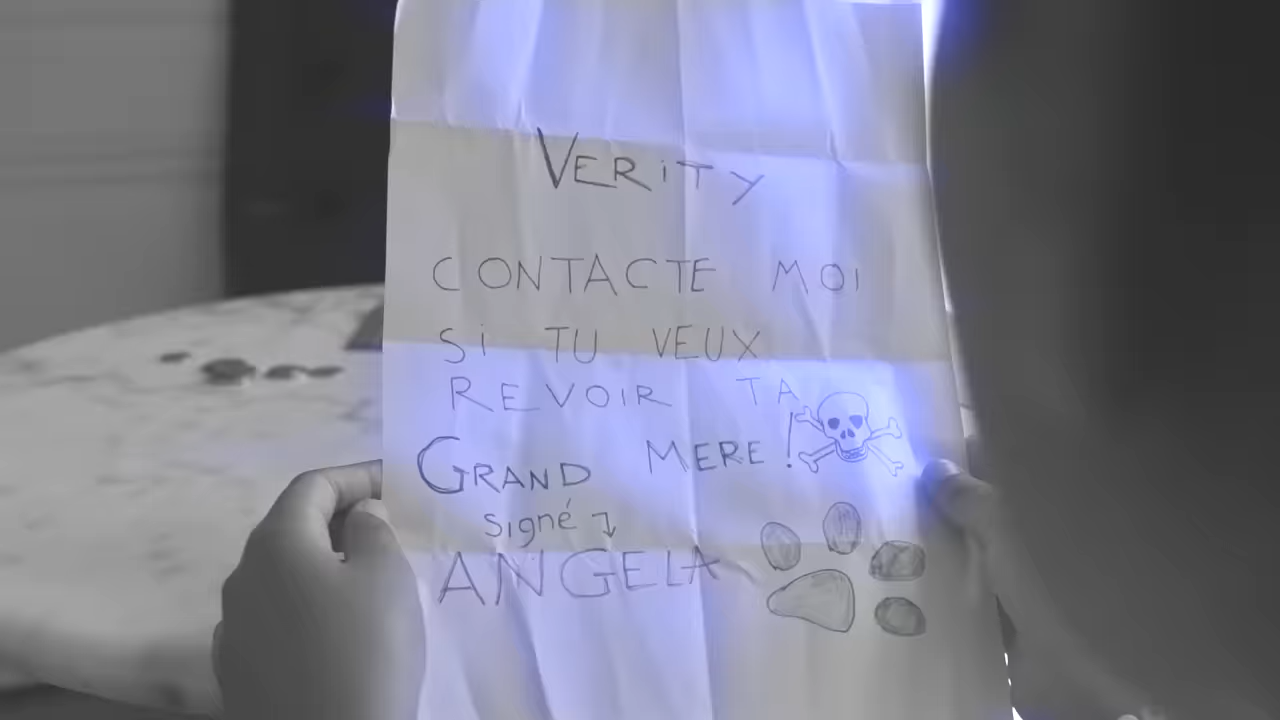 VERiTY
CONTACTE MOI
Si TU VEUX
REVOIR TA
GRAND MERE !
signé
ANGELA